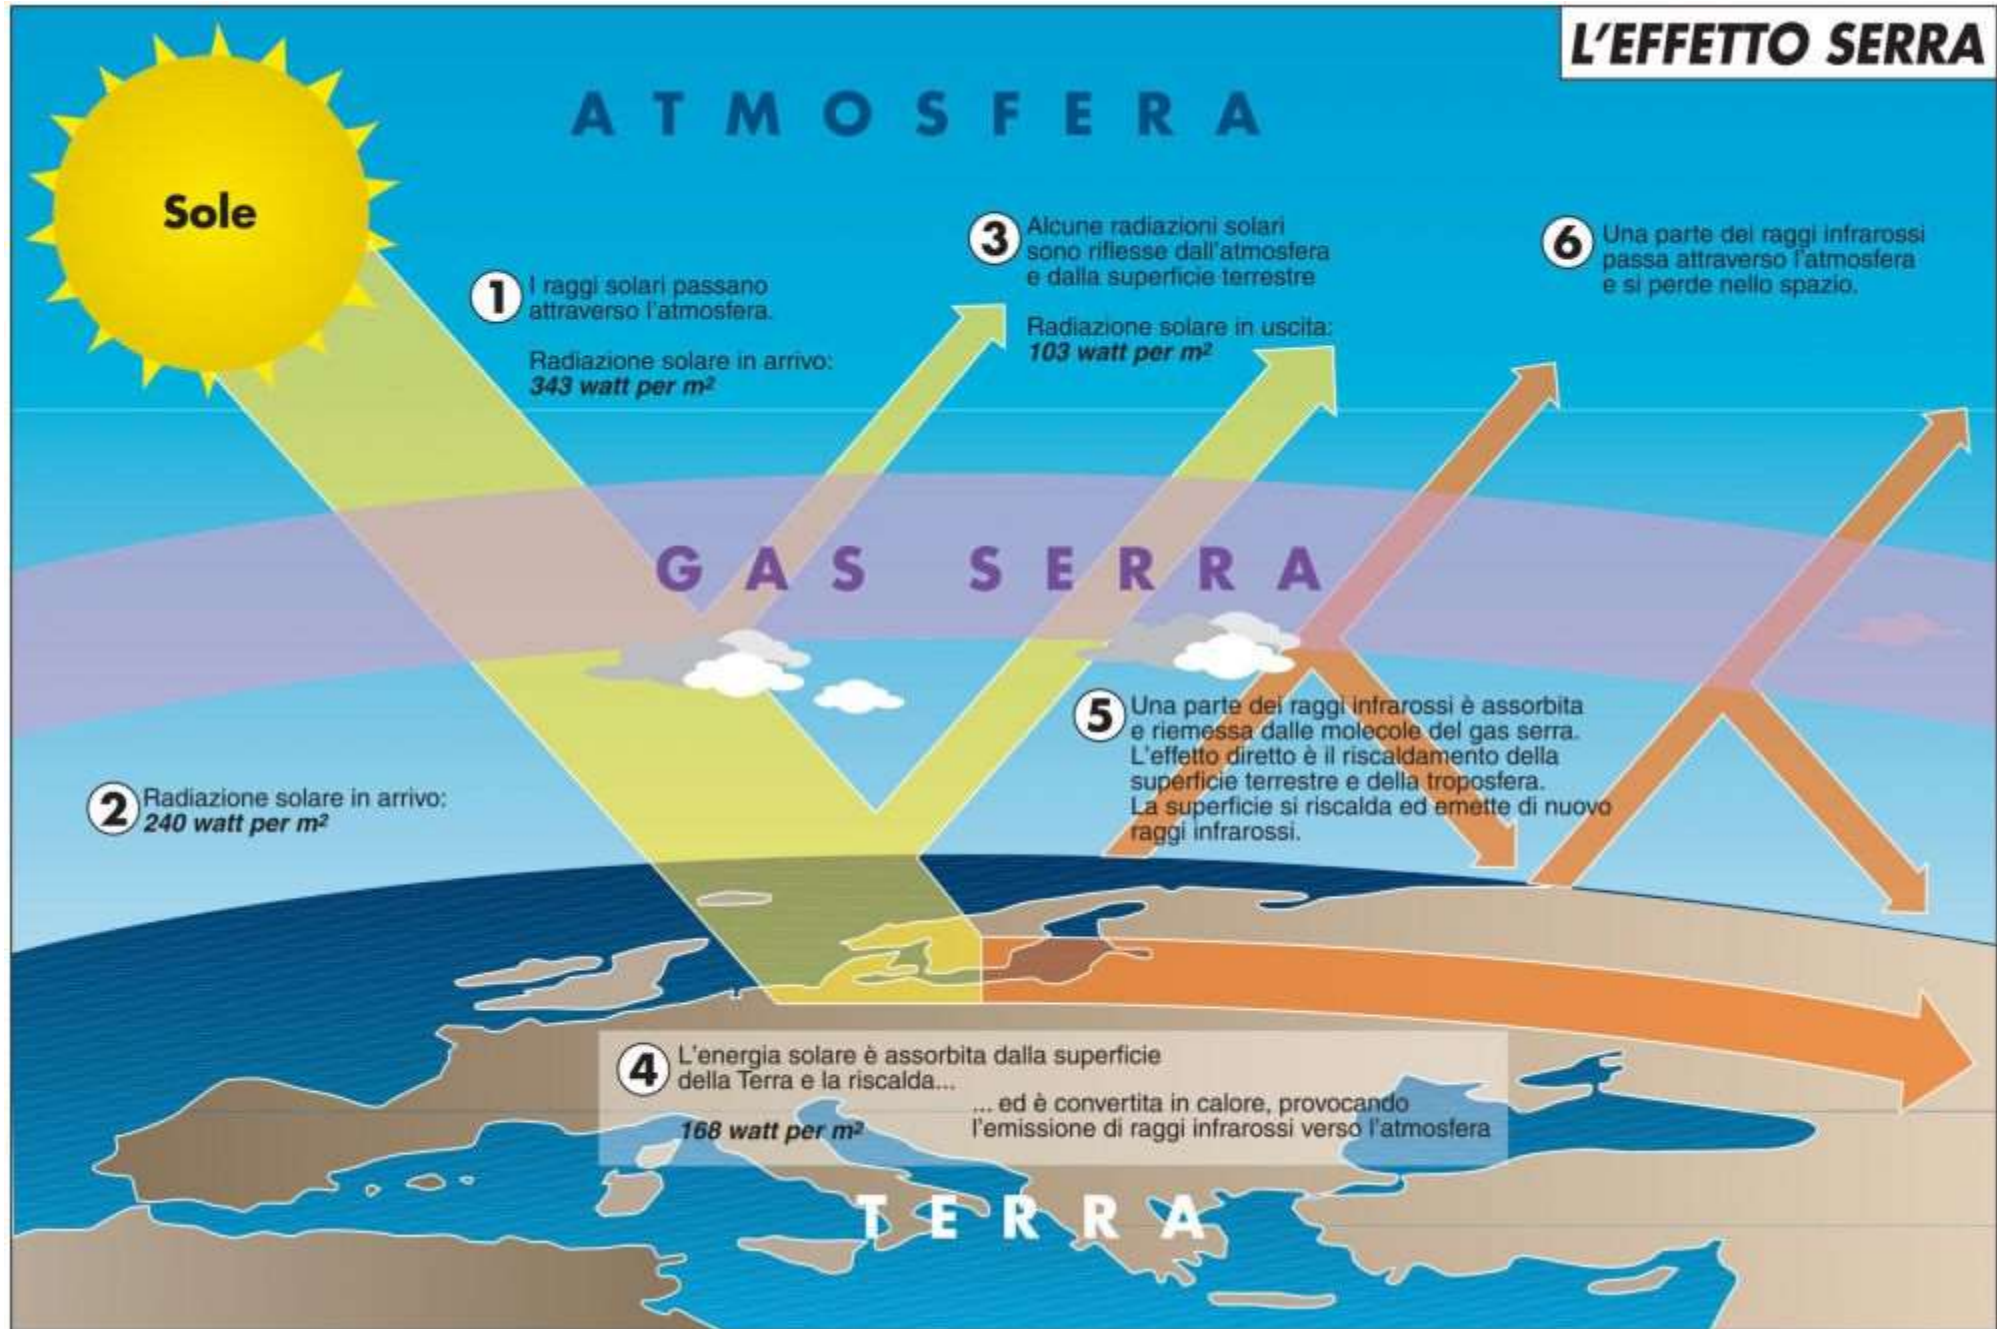 L'EFFETTO SERRA
ATMOSFERA
Sole
1
I raggi solari passano
attraverso l'atmosfera.
Radiazione solare in arrivo:
343 watt per m²
3
Alcune radiazioni solari
sono riflesse dall'atmosfera
e dalla superficie terrestre
Radiazione solare in uscita:
103 watt per m²
6
Una parte dei raggi infrarossi
passa attraverso l'atmosfera
e si perde nello spazio.
GAS SERRA
2
Radiazione solare in arrivo:
240 watt per m²
5
Una parte dei raggi infrarossi è assorbita
e riemessa dalle molecole del gas serra.
L'effetto diretto è il riscaldamento della
superficie terrestre e della troposfera.
La superficie si riscalda ed emette di nuovo
raggi infrarossi.
4
L'energia solare è assorbita dalla superficie
della Terra e la riscalda...
168 watt per m²
... ed è convertita in calore, provocando
l'emissione di raggi infrarossi verso l'atmosfera
TERRA